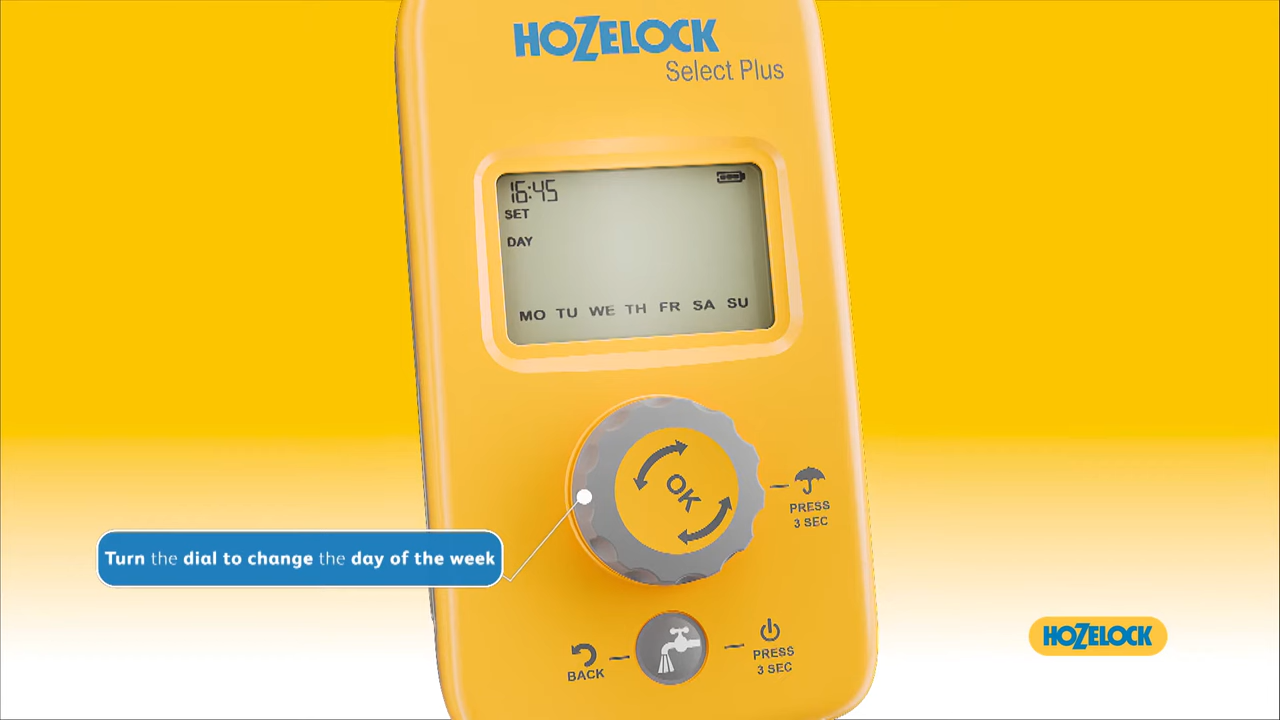 HOZELOCK
Select Plus
16:45
SET
DAY
MO TU WE TH FR SA SU
OK
PRESS
3 SEC
Turn the dial to change the day of the week
BACK
PRESS
3 SEC
HOZELOCK